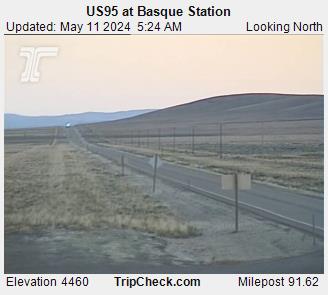 US95 at Basque Station
Updated: May 11 2024 5:24 AM Looking North
Elevation 4460 TripCheck.com Milepost 91.62